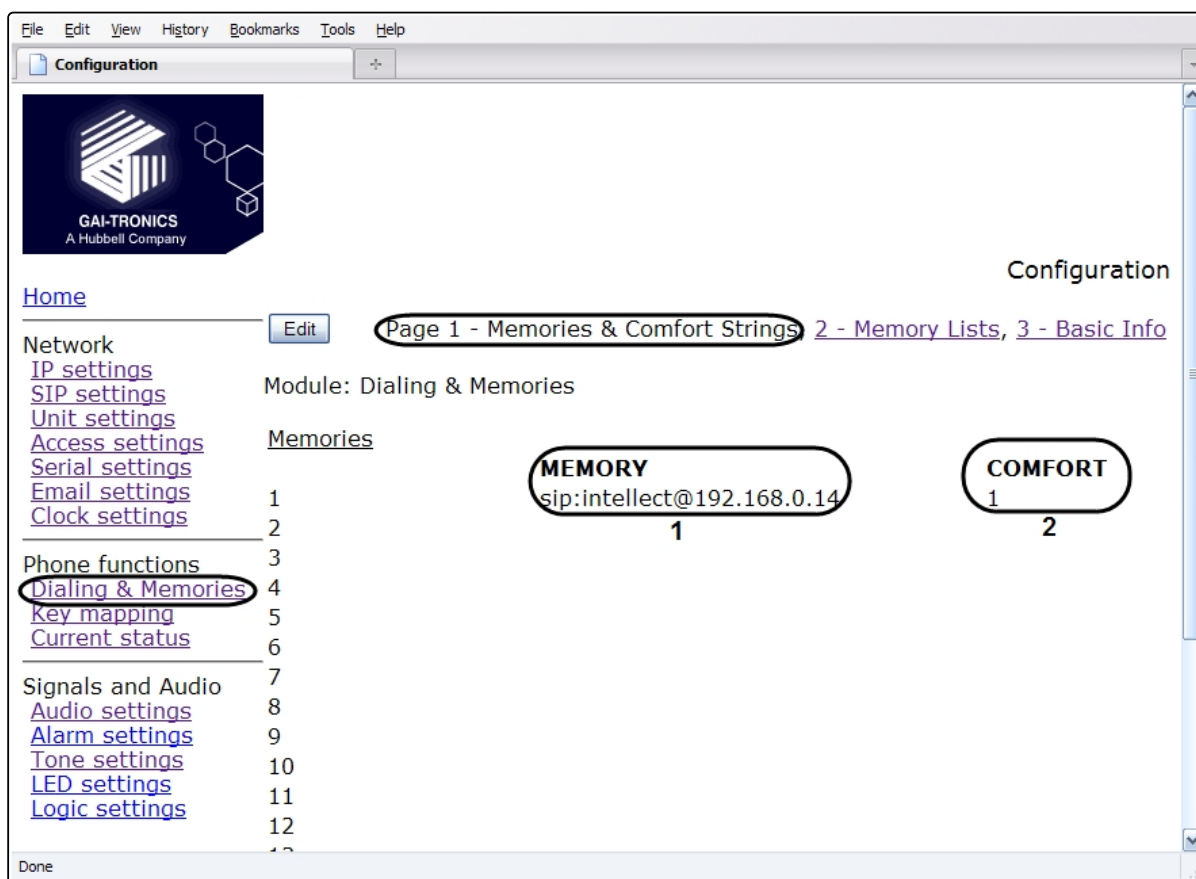 File Edit View History Bookmarks Tools Help
Configuration
GAI-TRONICS
A Hubbell Company
Configuration
Home
Edit Page 1 - Memories & Comfort Strings, 2 - Memory Lists, 3 - Basic Info
Network
IP settings
SIP settings
Unit settings
Access settings
Serial settings
Email settings
Clock settings
Phone functions
Dialing & Memories
Key mapping
Current status
Signals and Audio
Audio settings
Alarm settings
Tone settings
LED settings
Logic settings
Module: Dialing & Memories
Memories
MEMORY COMFORT
1 sip:intellect@192.168.0.14 1
1 2
2
3
4
5
6
7
8
9
10
11
12
Done